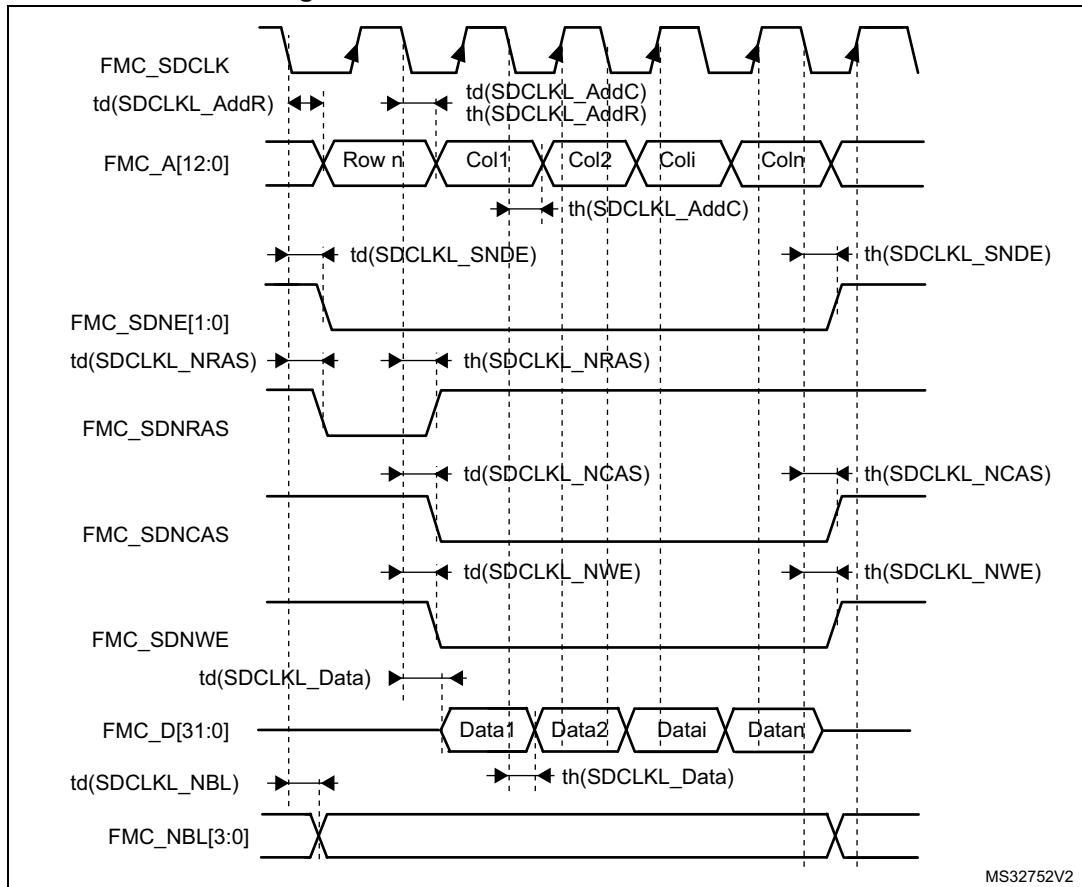 FMC_SDCLK
td(SDCLKL_AddR)
td(SDCLKL_AddC)
th(SDCLKL_AddR)
FMC_A[12:0]
Row n
Col1
Col2
Coli
Coln
th(SDCLKL_AddC)
td(SDCLKL_SNDE)
th(SDCLKL_SNDE)
FMC_SDNE[1:0]
td(SDCLKL_NRAS)
th(SDCLKL_NRAS)
FMC_SDNRAS
td(SDCLKL_NCAS)
th(SDCLKL_NCAS)
FMC_SDNCAS
td(SDCLKL_NWE)
th(SDCLKL_NWE)
FMC_SDNWE
td(SDCLKL_Data)
FMC_D[31:0]
Data1
Data2
Datai
Datan
th(SDCLKL_Data)
td(SDCLKL_NBL)
FMC_NBL[3:0]
MS32752V2